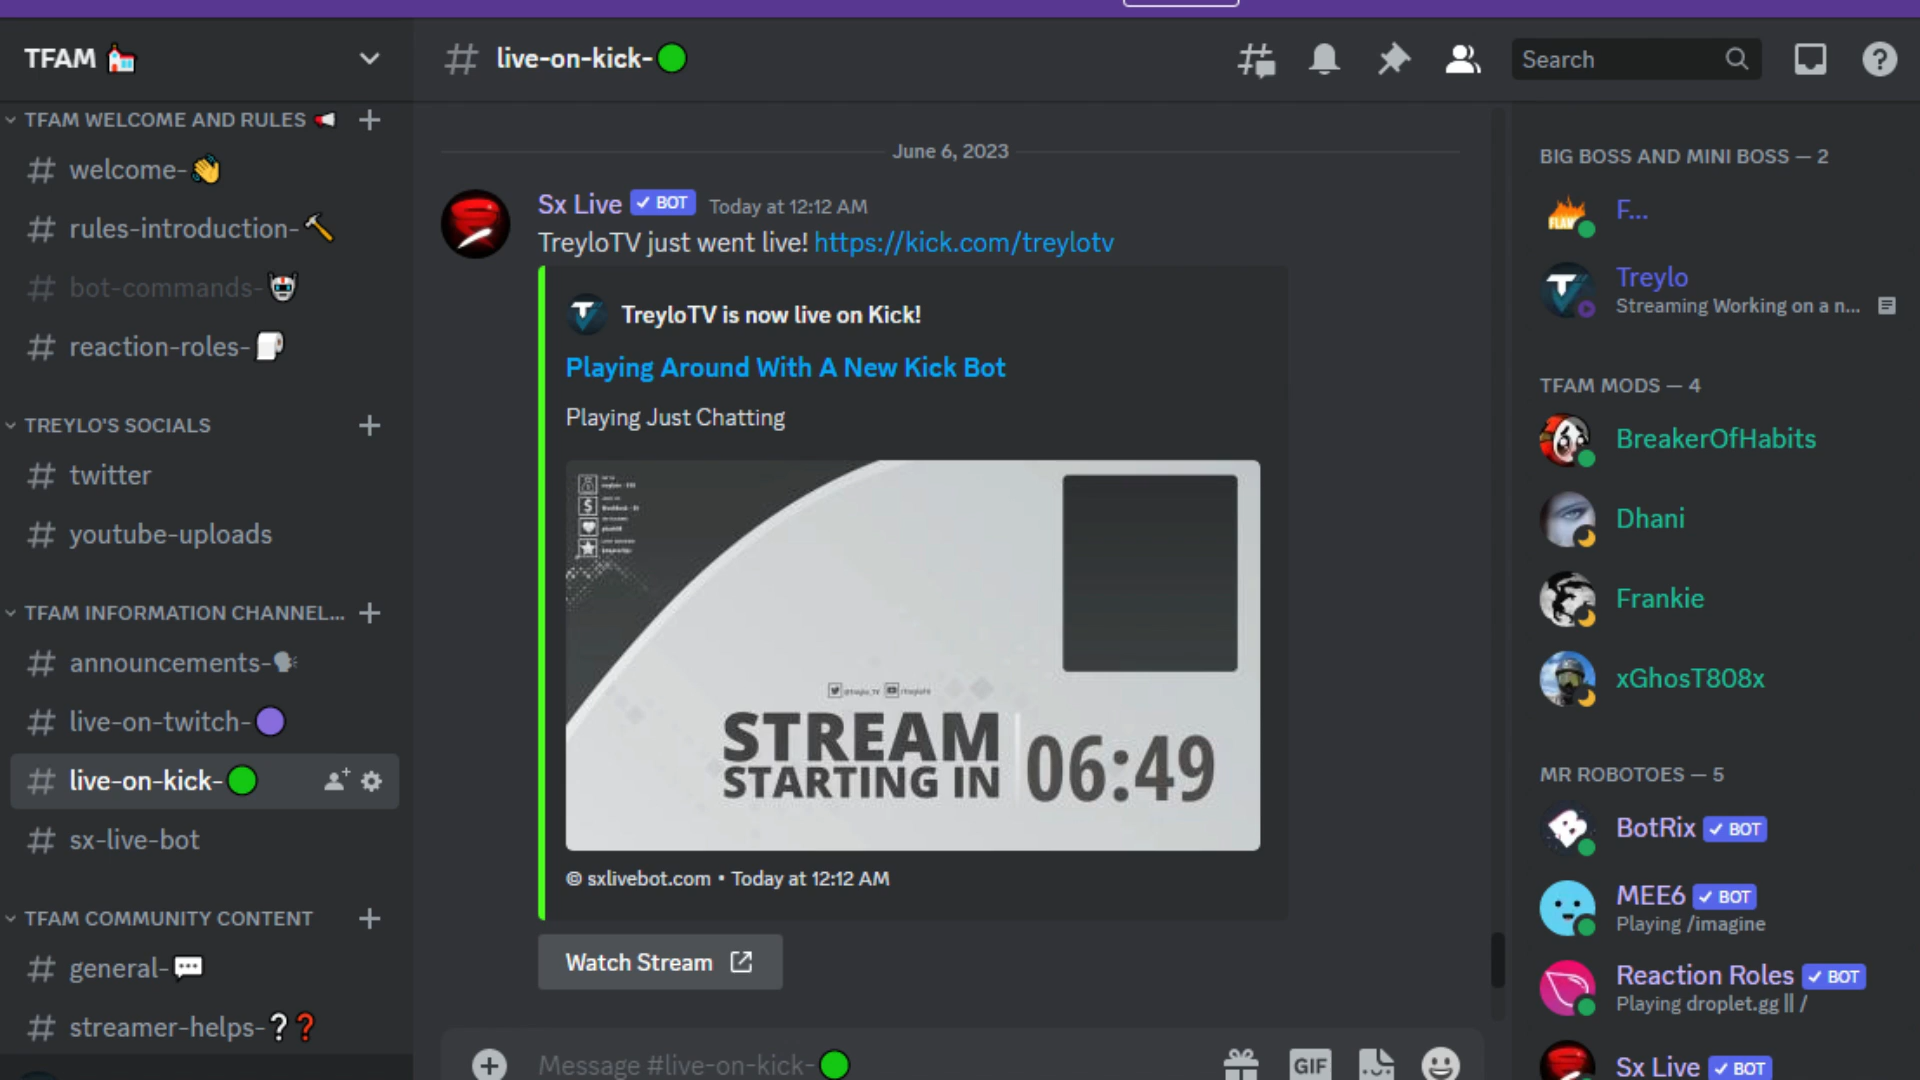 TFAM
TFAM WELCOME AND RULES
welcome-
rules-introduction-
bot-commands-
reaction-roles-
TREYLO'S SOCIALS
twitter
youtube-uploads
TFAM INFORMATION CHANNEL...
announcements-
live-on-twitch-
live-on-kick-
sx-live-bot
TFAM COMMUNITY CONTENT
general-
streamer-helps-
live-on-kick-
Search
June 6, 2023
Sx Live ✓ BOT Today at 12:12 AM
TreyloTV just went live! https://kick.com/treylotv
TreyloTV is now live on Kick!
Playing Around With A New Kick Bot
Playing Just Chatting
STREAM
STARTING IN
06:49
© sxlivebot.com • Today at 12:12 AM
Watch Stream
Message #live-on-kick-
GIF
BIG BOSS AND MINI BOSS — 2
FLAV
F...
Treylo
Streaming Working on a n...
TFAM MODS — 4
BreakerOfHabits
Dhani
Frankie
xGhosT808x
MR ROBOTOES — 5
BotRix ✓ BOT
MEE6 ✓ BOT
Playing /imagine
Reaction Roles ✓ BOT
Playing droplet.gg || /
Sx Live ✓ BOT